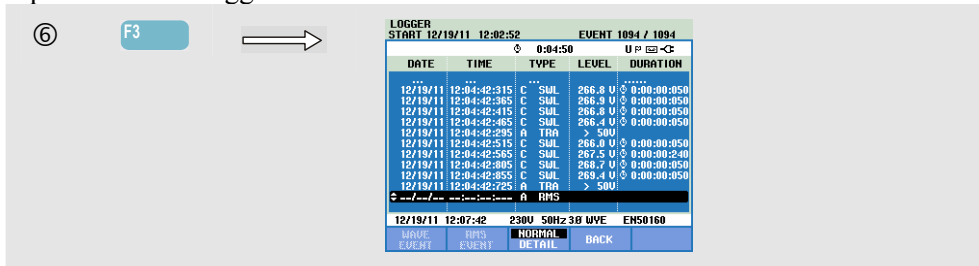 ⑥
F3
LOGGER
START 12/19/11 12:02:52 EVENT 1094 / 1094
0:04:50
DATE TIME TYPE LEVEL DURATION
... ... ... ......
12/19/11 12:04:42:315 C SWL 266.8 V 0:00:00:050
12/19/11 12:04:42:365 C SWL 266.9 V 0:00:00:050
12/19/11 12:04:42:415 C SWL 266.8 V 0:00:00:050
12/19/11 12:04:42:465 C SWL 266.4 V 0:00:00:050
12/19/11 12:04:42:295 A TRA > 50V
12/19/11 12:04:42:515 C SWL 266.0 V 0:00:00:050
12/19/11 12:04:42:565 C SWL 267.5 V 0:00:00:240
12/19/11 12:04:42:805 C SWL 268.7 V 0:00:00:050
12/19/11 12:04:42:855 C SWL 269.4 V 0:00:00:050
12/19/11 12:04:42:725 A TRA > 50V
--/--/-- --:--:--:--- A RMS
12/19/11 12:07:42 230V 50Hz 3.Ø WYE EN50160
WAVE EVENT RMS EVENT NORMAL DETAIL BACK